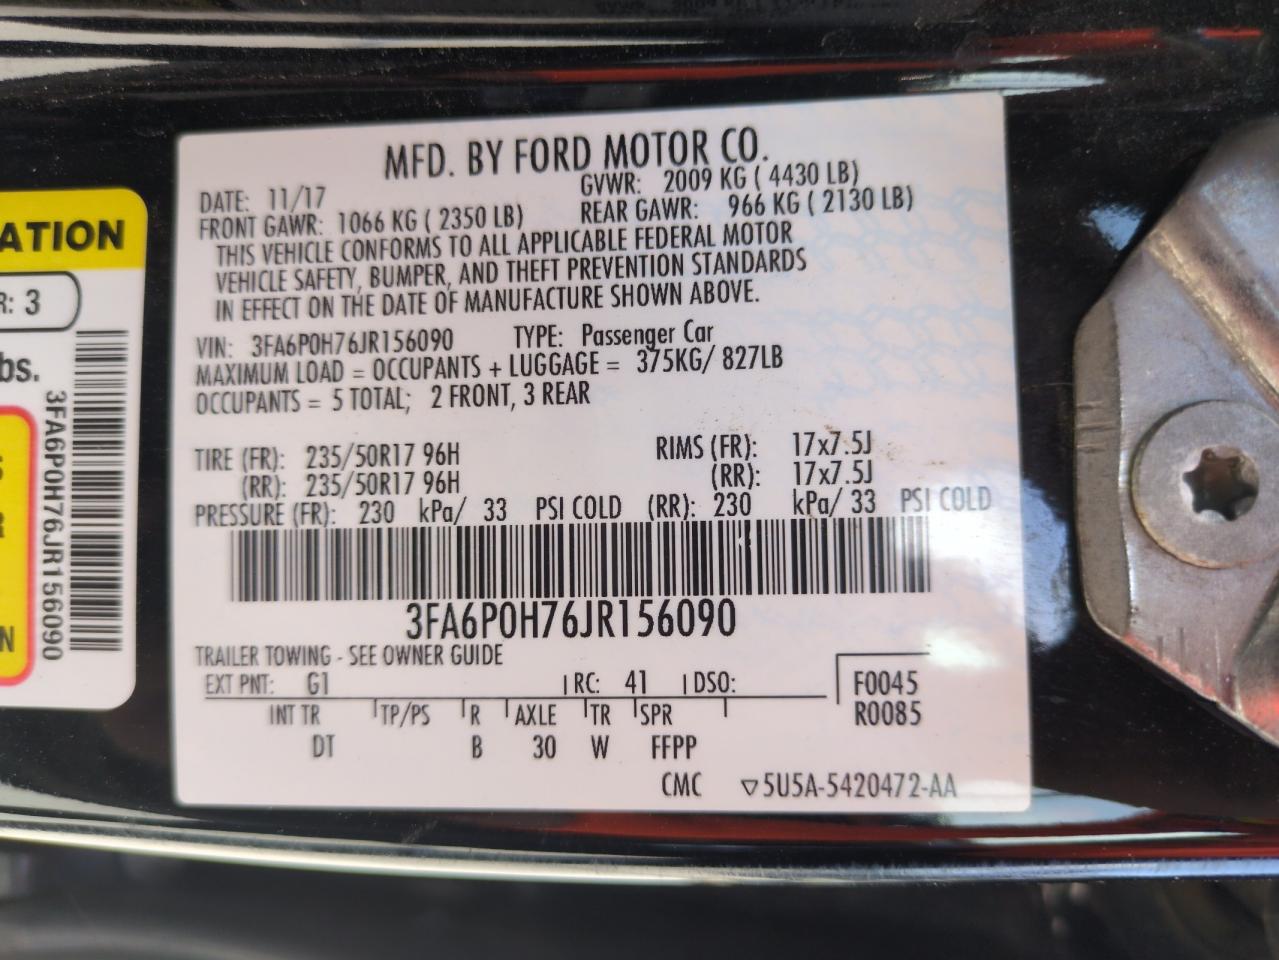 ATION
R: 3
bs.
3FA6P0H76JR156090
S
R
N
MFD. BY FORD MOTOR CO.
DATE: 11/17 GVWR: 2009 KG ( 4430 LB)
FRONT GAWR: 1066 KG ( 2350 LB) REAR GAWR: 966 KG ( 2130 LB)
THIS VEHICLE CONFORMS TO ALL APPLICABLE FEDERAL MOTOR
VEHICLE SAFETY, BUMPER, AND THEFT PREVENTION STANDARDS
IN EFFECT ON THE DATE OF MANUFACTURE SHOWN ABOVE.
VIN: 3FA6P0H76JR156090 TYPE: Passenger Car
MAXIMUM LOAD = OCCUPANTS + LUGGAGE = 375KG/ 827LB
OCCUPANTS = 5 TOTAL; 2 FRONT, 3 REAR
TIRE (FR): 235/50R17 96H RIMS (FR): 17x7.5J
(RR): 235/50R17 96H (RR): 17x7.5J
PRESSURE (FR): 230 kPa/ 33 PSI COLD (RR): 230 kPa/ 33 PSI COLD
3FA6P0H76JR156090
TRAILER TOWING - SEE OWNER GUIDE
EXT PNT: G1 RC: 41 DSO: F0045
INT TR TP/PS R AXLE TR SPR R0085
DT B 30 W FFPP
CMC ▽5U5A-5420472-AA